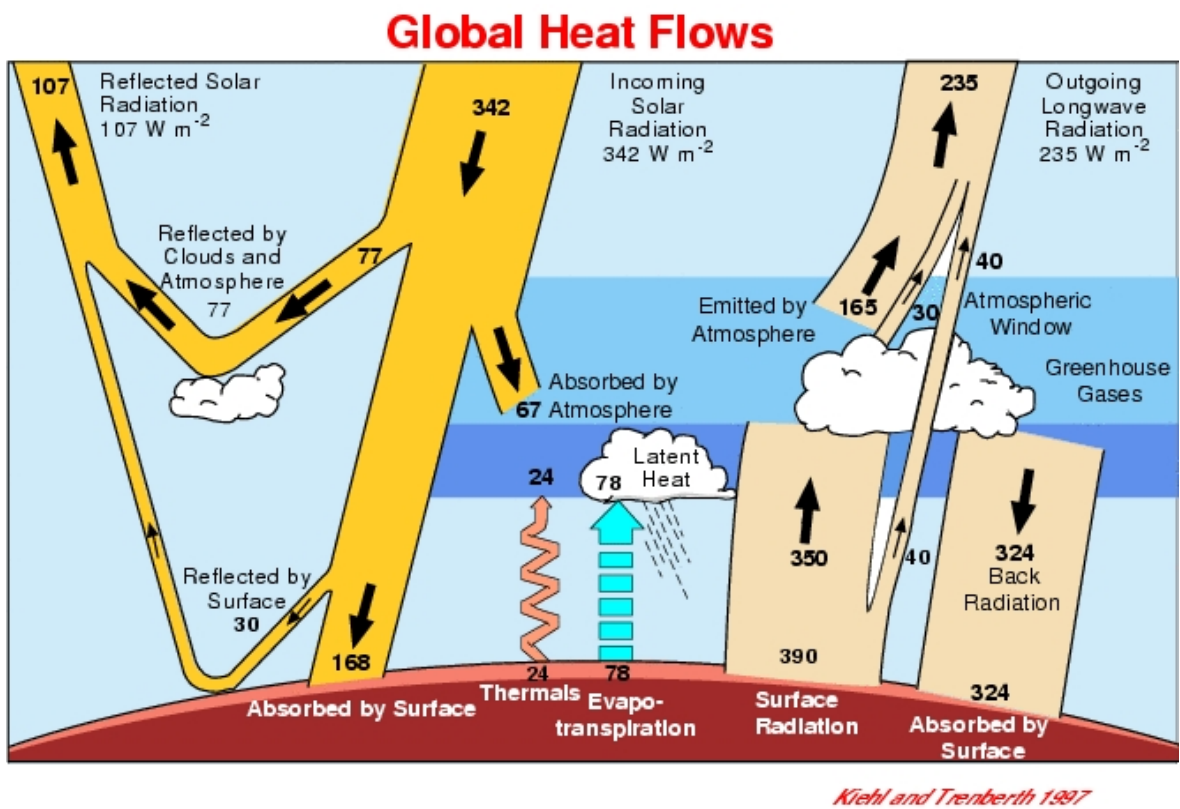 Global Heat Flows
107
Reflected Solar
Radiation
107 W m-2
342
Incoming
Solar
Radiation
342 W m-2
235
Outgoing
Longwave
Radiation
235 W m-2
Reflected by
Clouds and
Atmosphere
77
77
Emitted by
Atmosphere
165
30
40
Atmospheric
Window
Greenhouse
Gases
67
Absorbed by
Atmosphere
24
78
Latent
Heat
350
40
324
Back
Radiation
Reflected by
Surface
30
168
390
324
24
78
Absorbed by Surface
Thermals
Evapo-
transpiration
Surface
Radiation
Absorbed by
Surface
Kiehl and Trenberth 1997